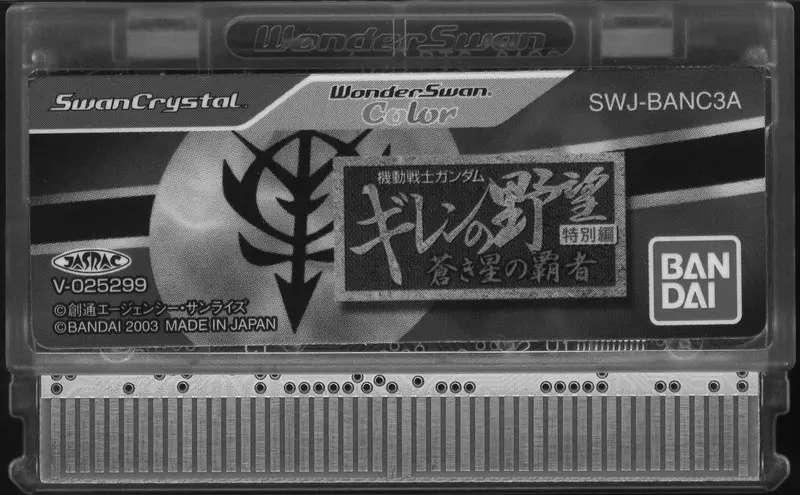 WonderSwan
SwanCrystal™
WonderSwan™
Color
SWJ-BANC3A
機動戦士ガンダム
ギレンの野望
特別編
蒼き星の覇者
JASRAC
V-025299
©創通エージェンシー・サンライズ
©BANDAI 2003 MADE IN JAPAN
BAN
DAI